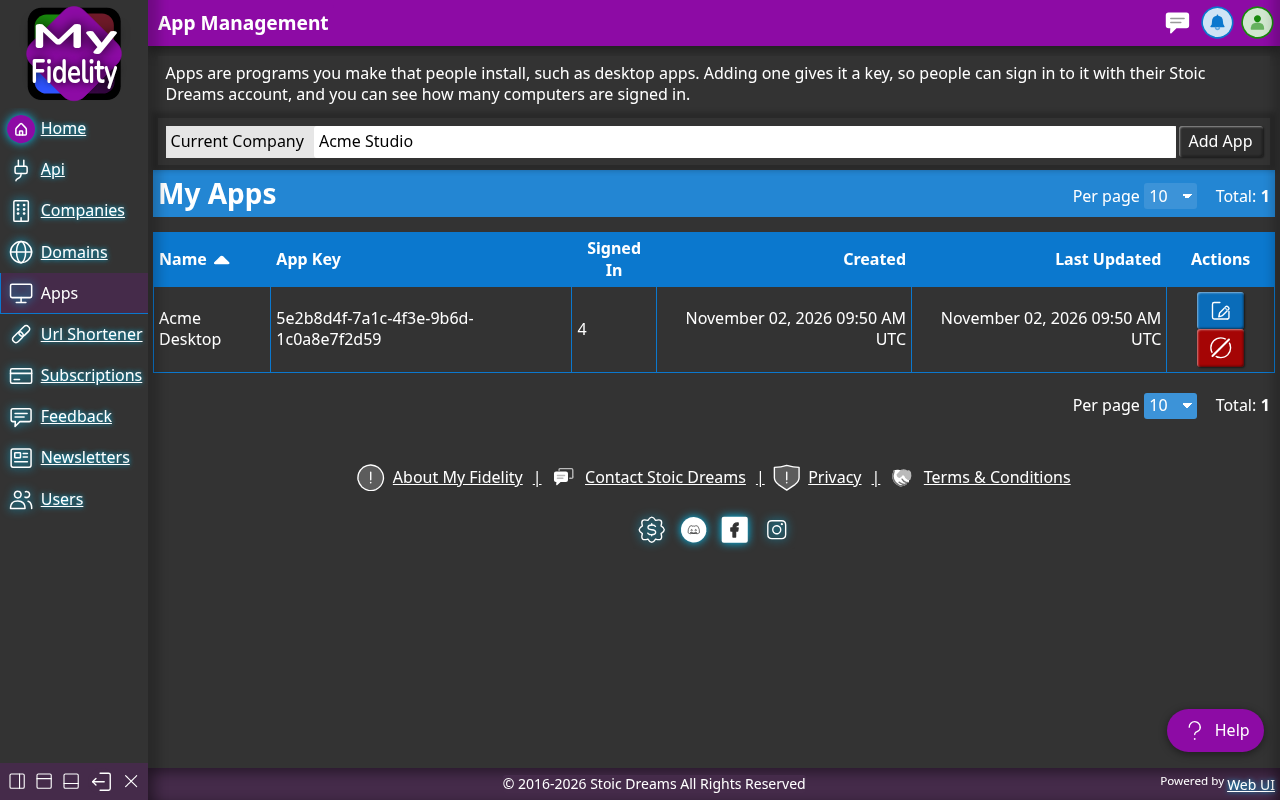 My
Fidelity
App Management
Home
Api
Companies
Domains
Apps
Url Shortener
Subscriptions
Feedback
Newsletters
Users
Apps are programs you make that people install, such as desktop apps. Adding one gives it a key, so people can sign in to it with their Stoic
Dreams account, and you can see how many computers are signed in.
Current Company Acme Studio Add App
My Apps Per page 10 Total: 1
Name App Key Signed In Created Last Updated Actions
Acme Desktop
5e2b8d4f-7a1c-4f3e-9b6d-
1c0a8e7f2d59
4
November 02, 2026 09:50 AM
UTC
November 02, 2026 09:50 AM
UTC
Per page 10 Total: 1
About My Fidelity | Contact Stoic Dreams | Privacy | Terms & Conditions
? Help
© 2016-2026 Stoic Dreams All Rights Reserved
Powered by Web UI